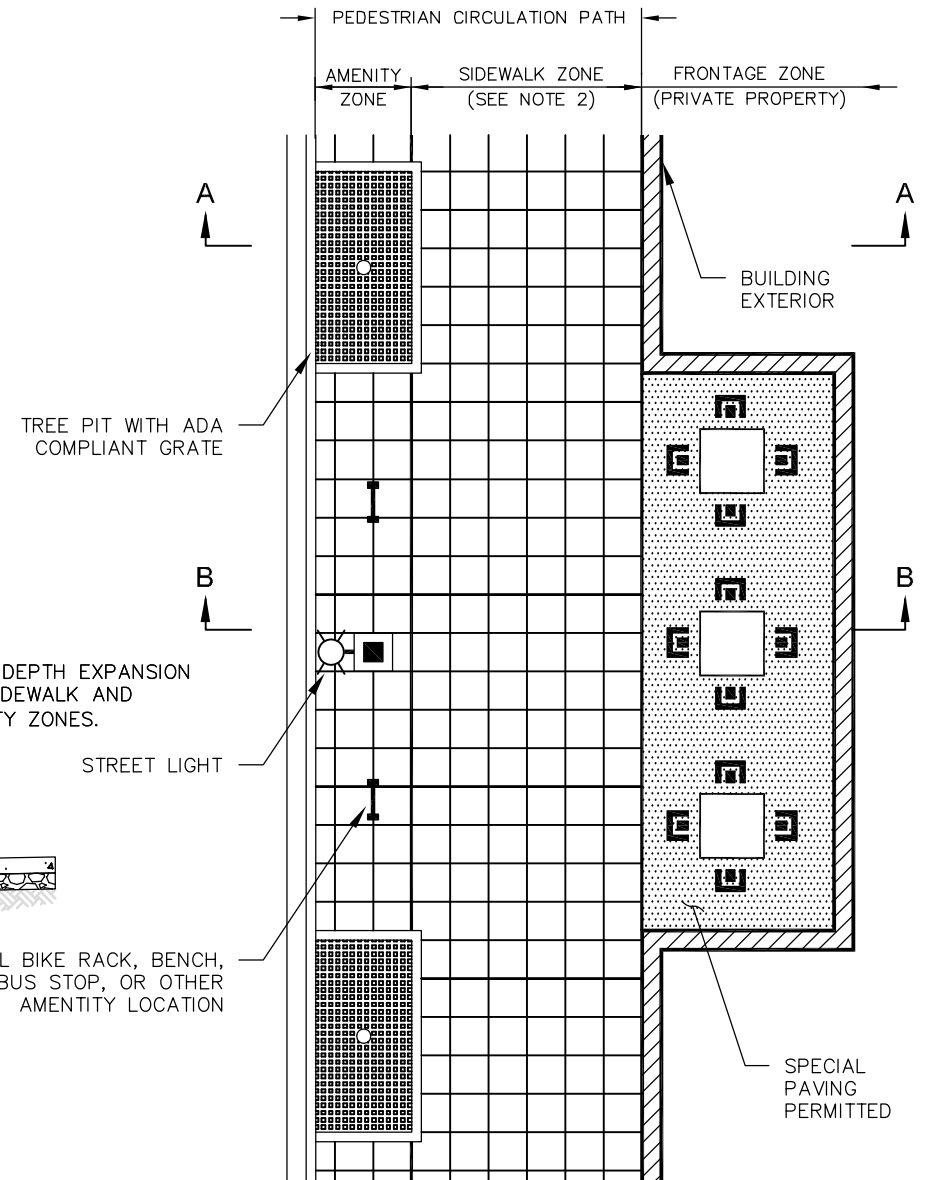 PEDESTRIAN CIRCULATION PATH
AMENITY
ZONE
SIDEWALK ZONE
(SEE NOTE 2)
FRONTAGE ZONE
(PRIVATE PROPERTY)
A
A
BUILDING
EXTERIOR
TREE PIT WITH ADA
COMPLIANT GRATE
B
B
DEPTH EXPANSION
DEWALK AND
TY ZONES.
STREET LIGHT
L BIKE RACK, BENCH,
BUS STOP, OR OTHER
AMENTITY LOCATION
SPECIAL
PAVING
PERMITTED